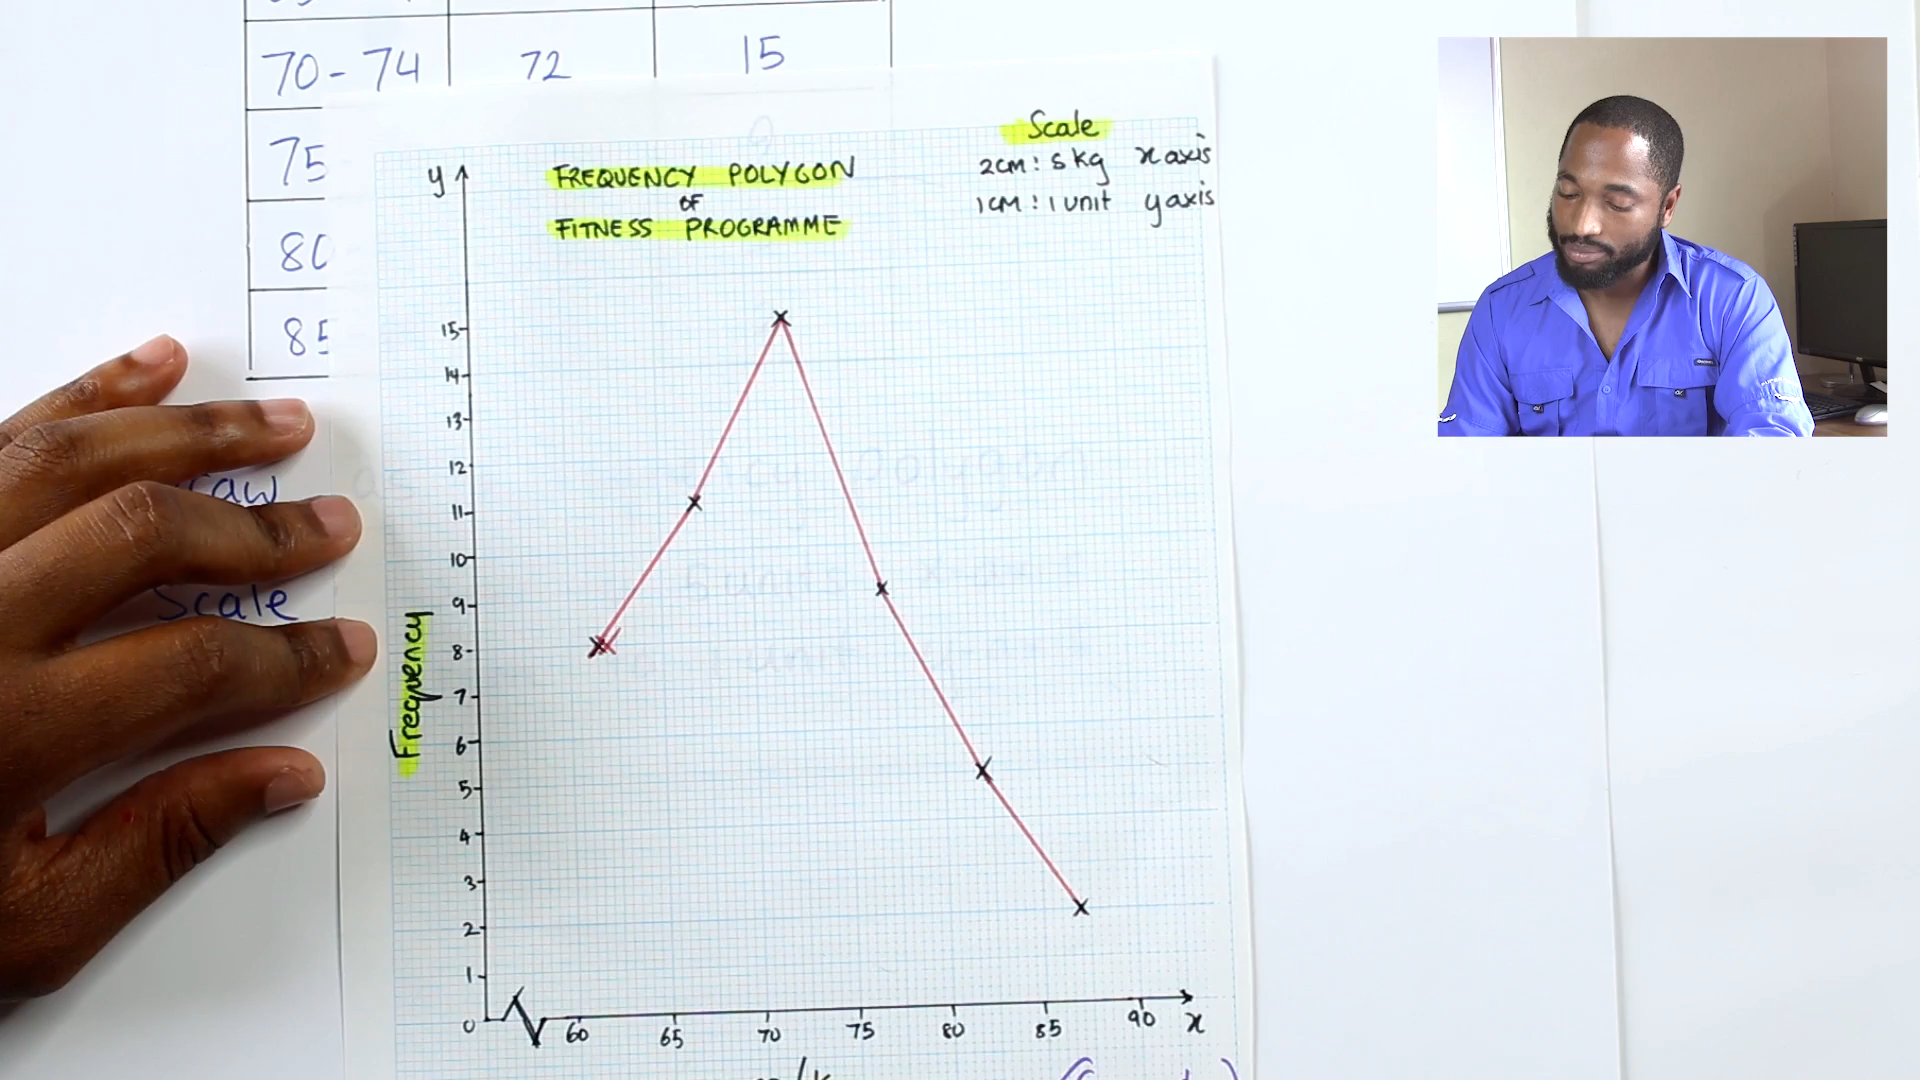 70 - 74 72 15
75
80
85
Scale
2cm : 5 kg x axis
1cm : 1 unit y axis
y
FREQUENCY POLYGON
OF
FITNESS PROGRAMME
15
14
13
12
11
10
9
8
7
6
5
4
3
2
1
0
Frequency
60 65 70 75 80 85 90 x
Scale